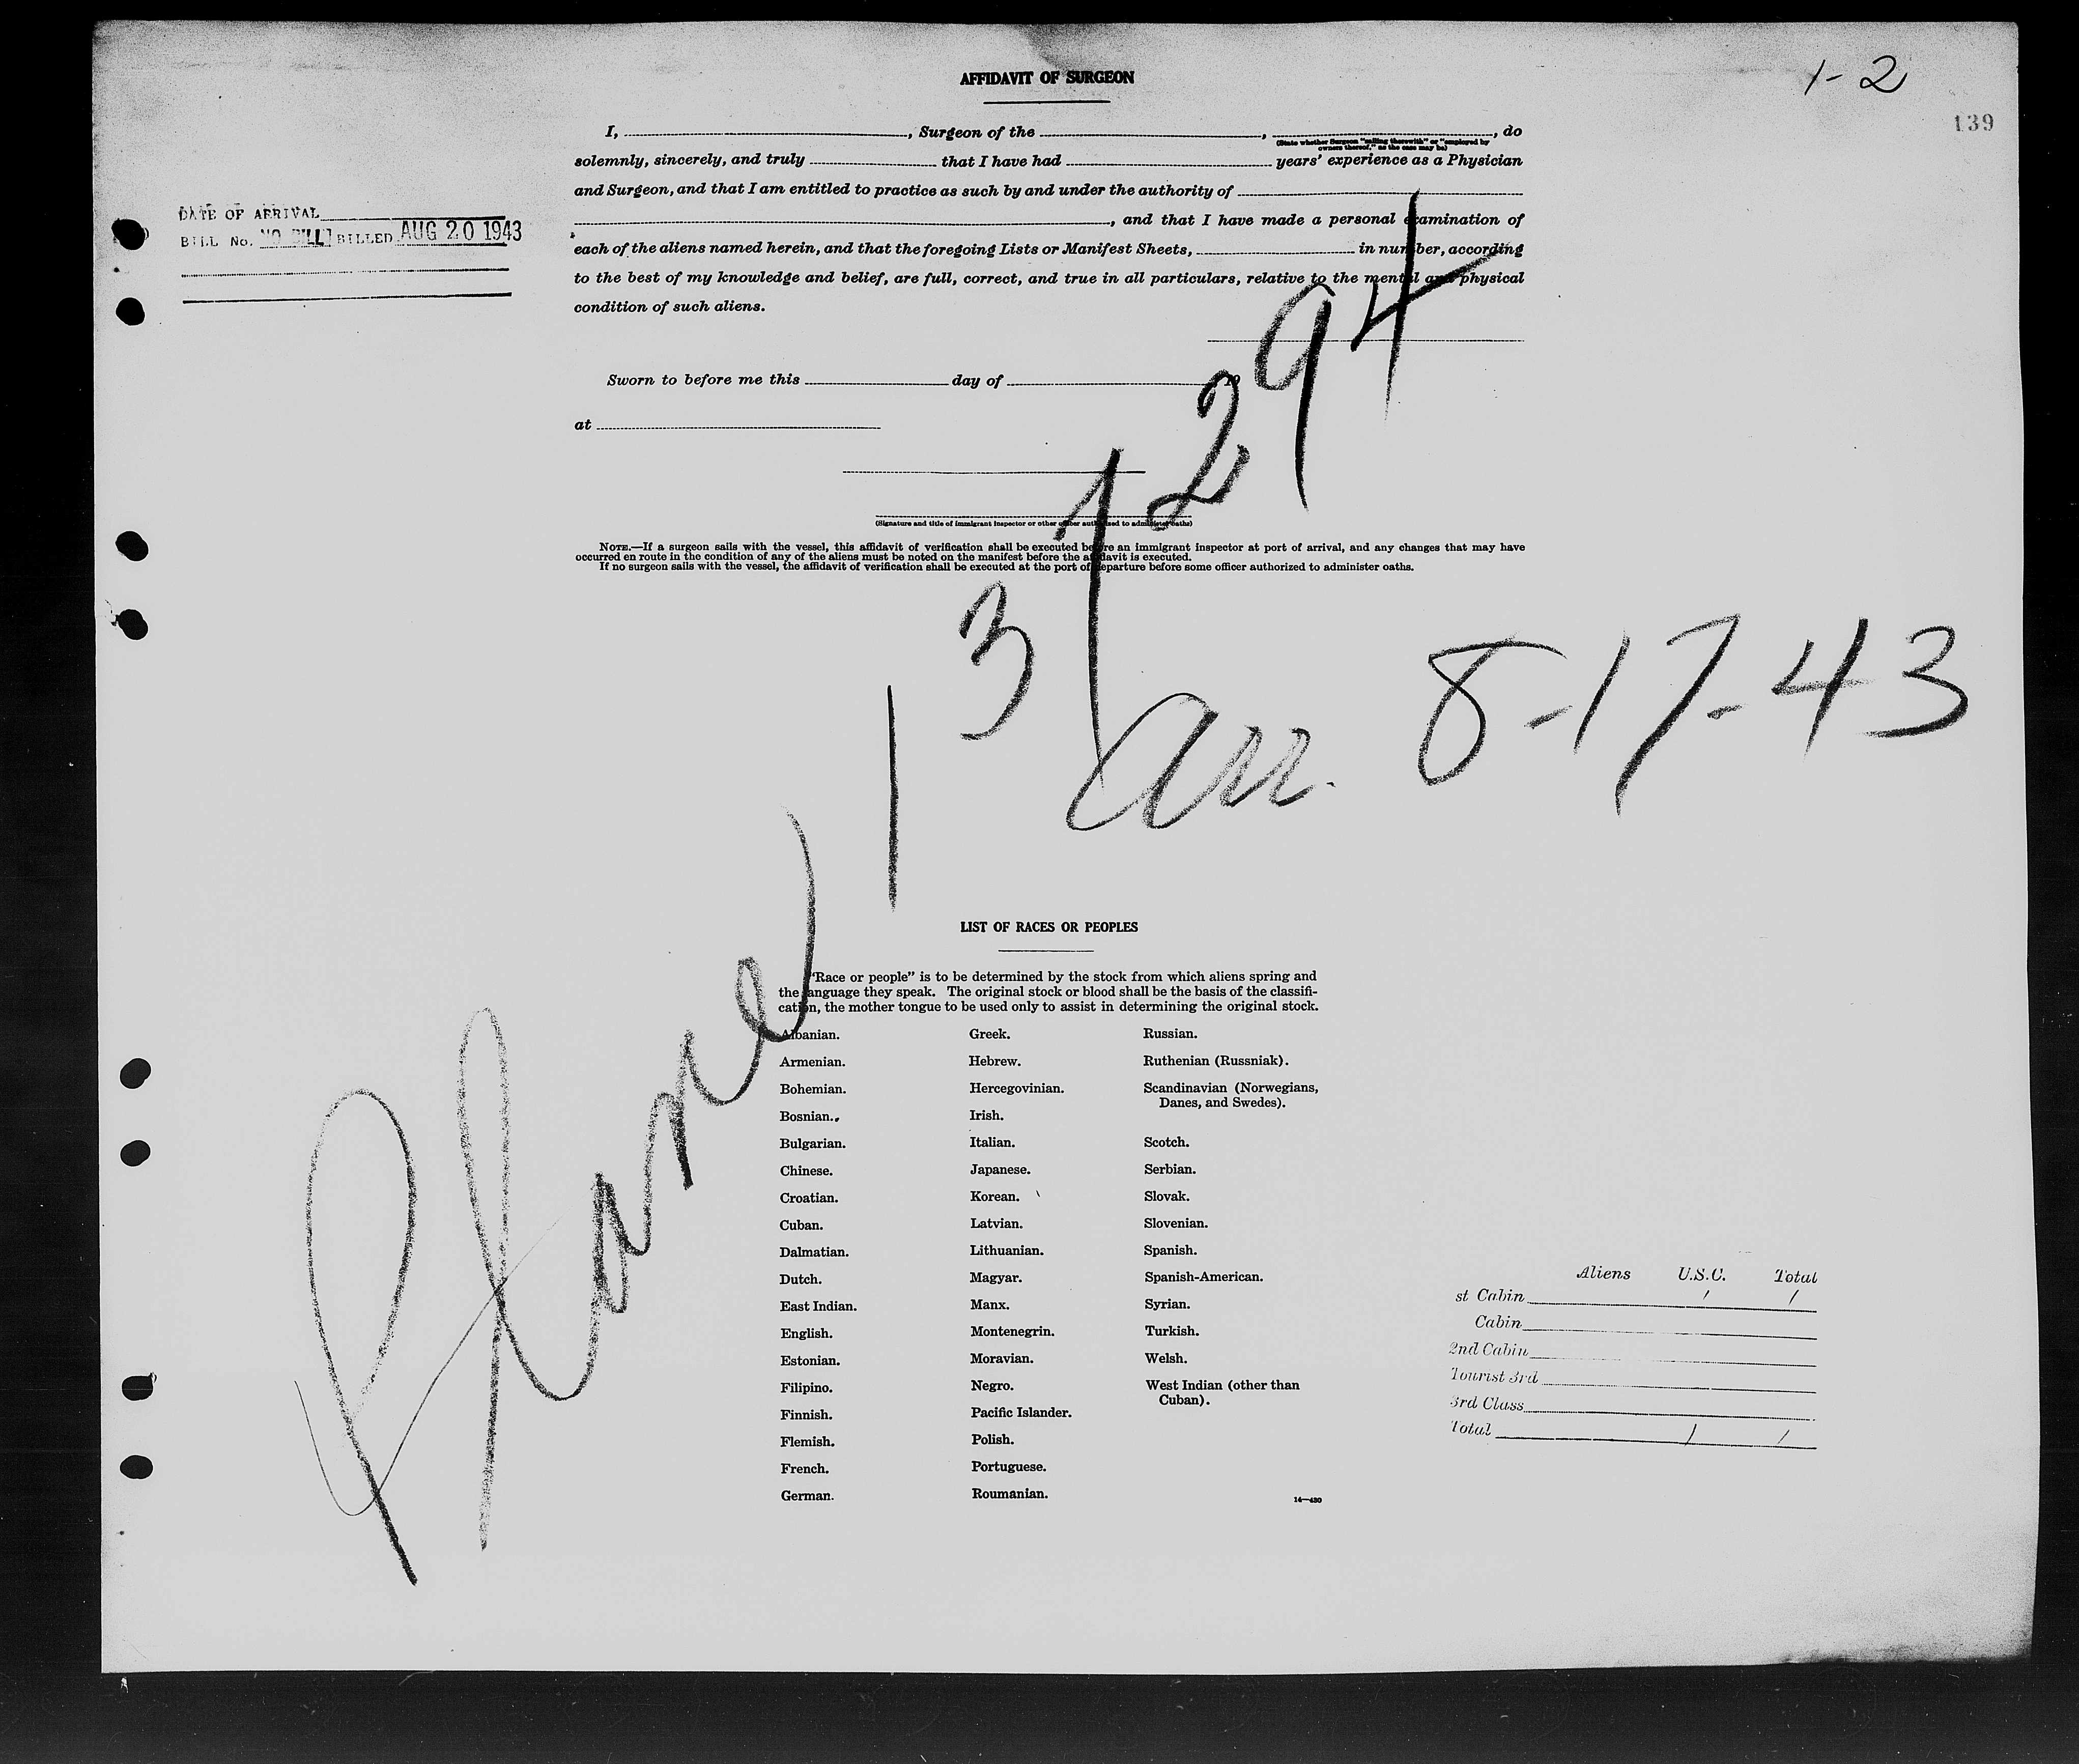 AFFIDAVIT OF SURGEON
1-2
139
I, , Surgeon of the , , do
(State whether Surgeon "sailing therewith" or "employed by
owners thereof," as the case may be)
solemnly, sincerely, and truly that I have had years' experience as a Physician
and Surgeon, and that I am entitled to practice as such by and under the authority of
, and that I have made a personal examination of
each of the aliens named herein, and that the foregoing Lists or Manifest Sheets, in number, according
to the best of my knowledge and belief, are full, correct, and true in all particulars, relative to the mental and physical
condition of such aliens.
DATE OF ARRIVAL
BILL No. NO BILL BILLED AUG 20 1943
Sworn to before me this day of , 19
at
(Signature and title of immigrant inspector or other officer authorized to administer oaths)
NOTE.—If a surgeon sails with the vessel, this affidavit of verification shall be executed before an immigrant inspector at port of arrival, and any changes that may have
occurred en route in the condition of any of the aliens must be noted on the manifest before the affidavit is executed.
If no surgeon sails with the vessel, the affidavit of verification shall be executed at the port of departure before some officer authorized to administer oaths.
Plane 1 31294
arr. 8-17-43
LIST OF RACES OR PEOPLES
"Race or people" is to be determined by the stock from which aliens spring and
the language they speak. The original stock or blood shall be the basis of the classifi-
cation, the mother tongue to be used only to assist in determining the original stock.
Albanian.
Armenian.
Bohemian.
Bosnian.
Bulgarian.
Chinese.
Croatian.
Cuban.
Dalmatian.
Dutch.
East Indian.
English.
Estonian.
Filipino.
Finnish.
Flemish.
French.
German.
Greek.
Hebrew.
Hercegovinian.
Irish.
Italian.
Japanese.
Korean.
Latvian.
Lithuanian.
Magyar.
Manx.
Montenegrin.
Moravian.
Negro.
Pacific Islander.
Polish.
Portuguese.
Roumanian.
Russian.
Ruthenian (Russniak).
Scandinavian (Norwegians,
Danes, and Swedes).
Scotch.
Serbian.
Slovak.
Slovenian.
Spanish.
Spanish-American.
Syrian.
Turkish.
Welsh.
West Indian (other than
Cuban).
14—430
Aliens U.S.C. Total
st Cabin 1 1
Cabin
2nd Cabin
Tourist 3rd
3rd Class
Total 1 1